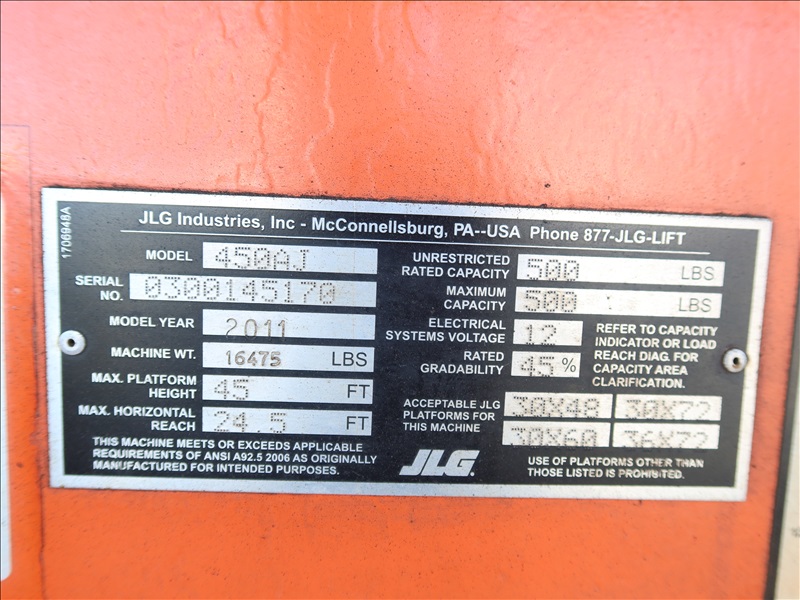 1706948A
JLG Industries, Inc - McConnellsburg, PA--USA Phone 877-JLG-LIFT
MODEL 450AJ
SERIAL NO. 0300145170
MODEL YEAR 2011
MACHINE WT. 16475 LBS
MAX. PLATFORM HEIGHT 45 FT
MAX. HORIZONTAL REACH 24.5 FT
THIS MACHINE MEETS OR EXCEEDS APPLICABLE
REQUIREMENTS OF ANSI A92.5 2006 AS ORIGINALLY
MANUFACTURED FOR INTENDED PURPOSES.
UNRESTRICTED
RATED CAPACITY 500 LBS
MAXIMUM
CAPACITY 500 LBS
ELECTRICAL
SYSTEMS VOLTAGE 12
RATED
GRADABILITY 45 %
REFER TO CAPACITY
INDICATOR OR LOAD
REACH DIAG. FOR
CAPACITY AREA
CLARIFICATION.
ACCEPTABLE JLG
PLATFORMS FOR
THIS MACHINE
30X48 30X72
30X60 36X72
JLG
USE OF PLATFORMS OTHER THAN
THOSE LISTED IS PROHIBITED.